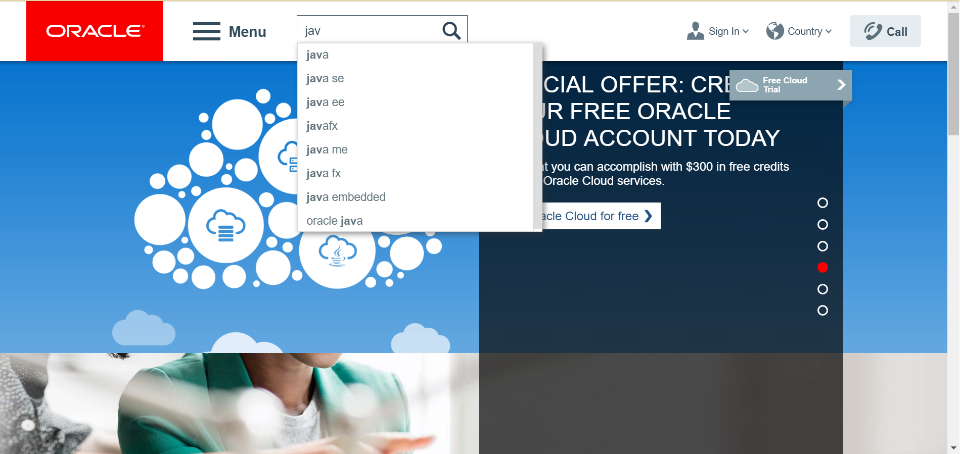 ORACLE
Menu
jav
Sign In
Country
Call
java
java se
java ee
javafx
java me
java fx
java embedded
oracle java
CIAL OFFER: CRE
R FREE ORACLE
UD ACCOUNT TODAY
t you can accomplish with $300 in free credits
Oracle Cloud services.
acle Cloud for free
Free Cloud
Trial